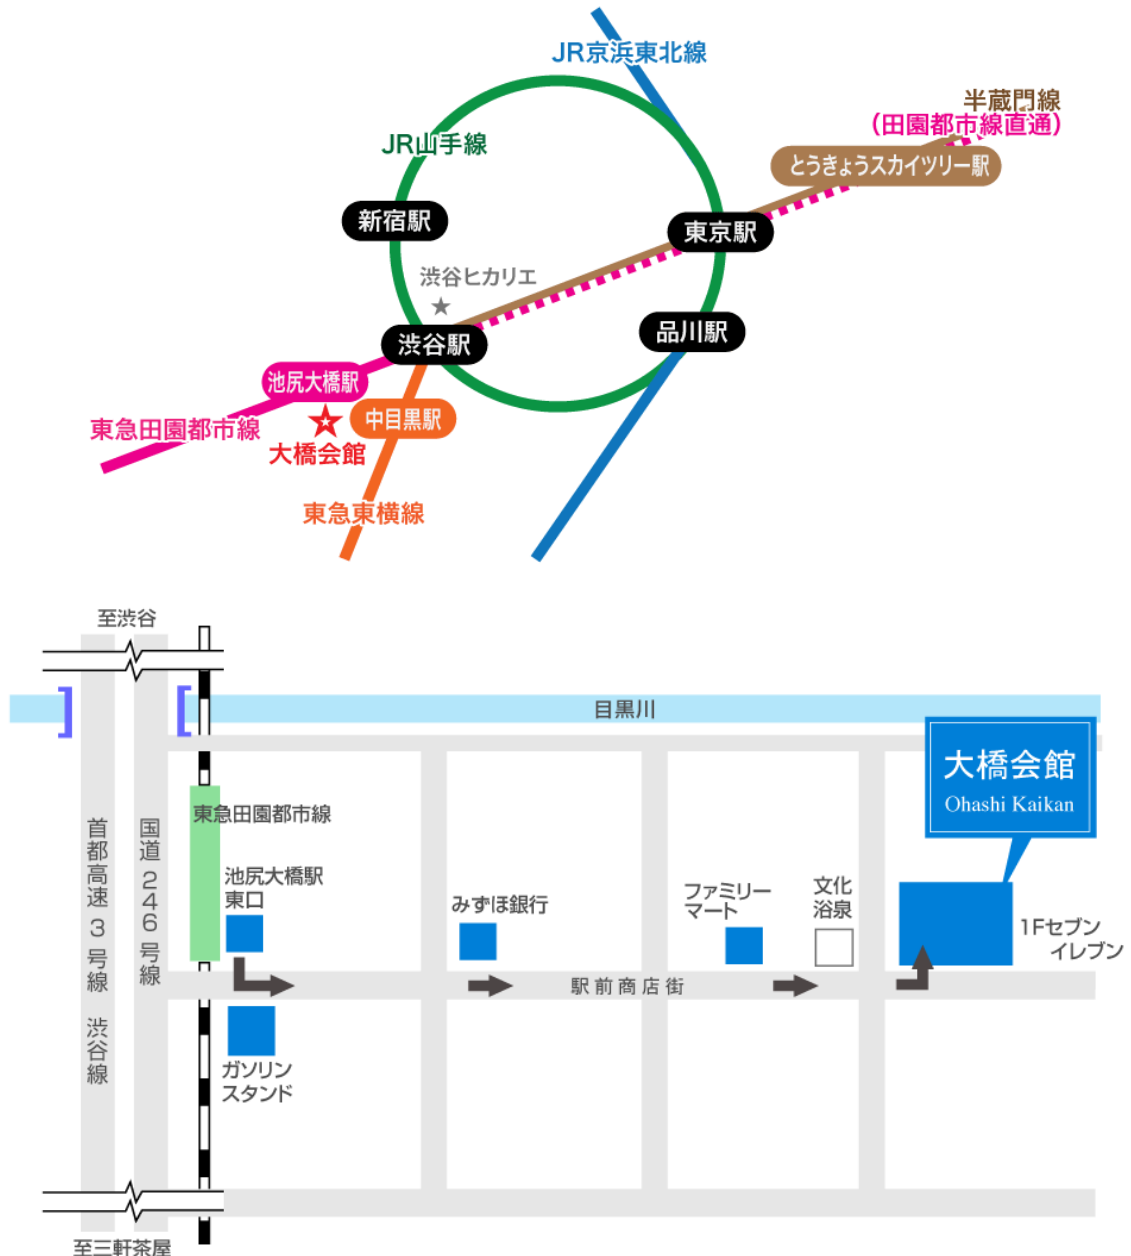 JR京浜東北線
半蔵門線
（田園都市線直通）
JR山手線
とうきょうスカイツリー駅
新宿駅
東京駅
渋谷ヒカリエ
渋谷駅
品川駅
池尻大橋駅
中目黒駅
東急田園都市線
大橋会館
東急東横線
至渋谷
目黒川
大橋会館
Ohashi Kaikan
東急田園都市線
首都高速3号線 渋谷線
国道246号線
池尻大橋駅
東口
みずほ銀行
ファミリー
マート
文化
浴泉
1Fセブン
イレブン
駅前商店街
ガソリン
スタンド
至三軒茶屋